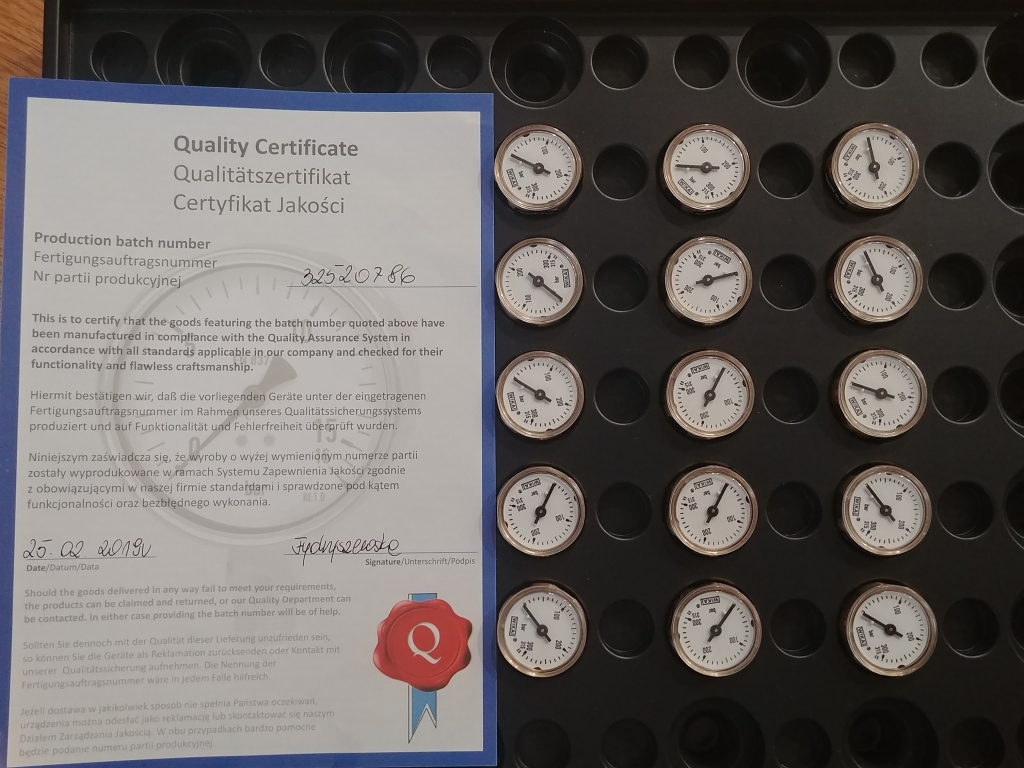 Quality Certificate
Qualitätszertifikat
Certyfikat Jakości
Production batch number
Fertigungsauftragsnummer
Nr partii produkcyjnej
32520786
This is to certify that the goods featuring the batch number quoted above have
been manufactured in compliance with the Quality Assurance System in
accordance with all standards applicable in our company and checked for their
functionality and flawless craftsmanship.
Hiermit bestätigen wir, daß die vorliegenden Geräte unter der eingetragenen
Fertigungsauftragsnummer im Rahmen unseres Qualitätssicherungssystems
produziert und auf Funktionalität und Fehlerfreiheit überprüft wurden.
Niniejszym zaświadcza się, że wyroby o wyżej wymienionym numerze partii
zostały wyprodukowane w ramach Systemu Zapewnienia Jakości zgodnie
z obowiązującymi w naszej firmie standardami i sprawdzone pod kątem
funkcjonalności oraz bezbłędnego wykonania.
25.02 2019r
Date/Datum/Data
Signature/Unterschrift/Podpis
Should the goods delivered in any way fail to meet your requirements,
the products can be claimed and returned, or our Quality Department can
be contacted. In either case providing the batch number will be of help.
Sollten Sie dennoch mit der Qualität dieser Lieferung unzufrieden sein,
so können Sie die Geräte als Reklamation zurücksenden oder Kontakt mit
unserer Qualitätssicherung aufnehmen. Die Nennung der
Fertigungsauftragsnummer wäre in jedem Falle hilfreich.
Jeżeli dostawa w jakikolwiek sposób nie spełnia Państwa oczekiwań,
urządzenia można odesłać jako reklamację lub skontaktować się naszym
Działem Zarządzania Jakością. W obu przypadkach bardzo pomocne
będzie podanie numeru partii produkcyjnej.
Q
WIKA
bar
100
200
300
315